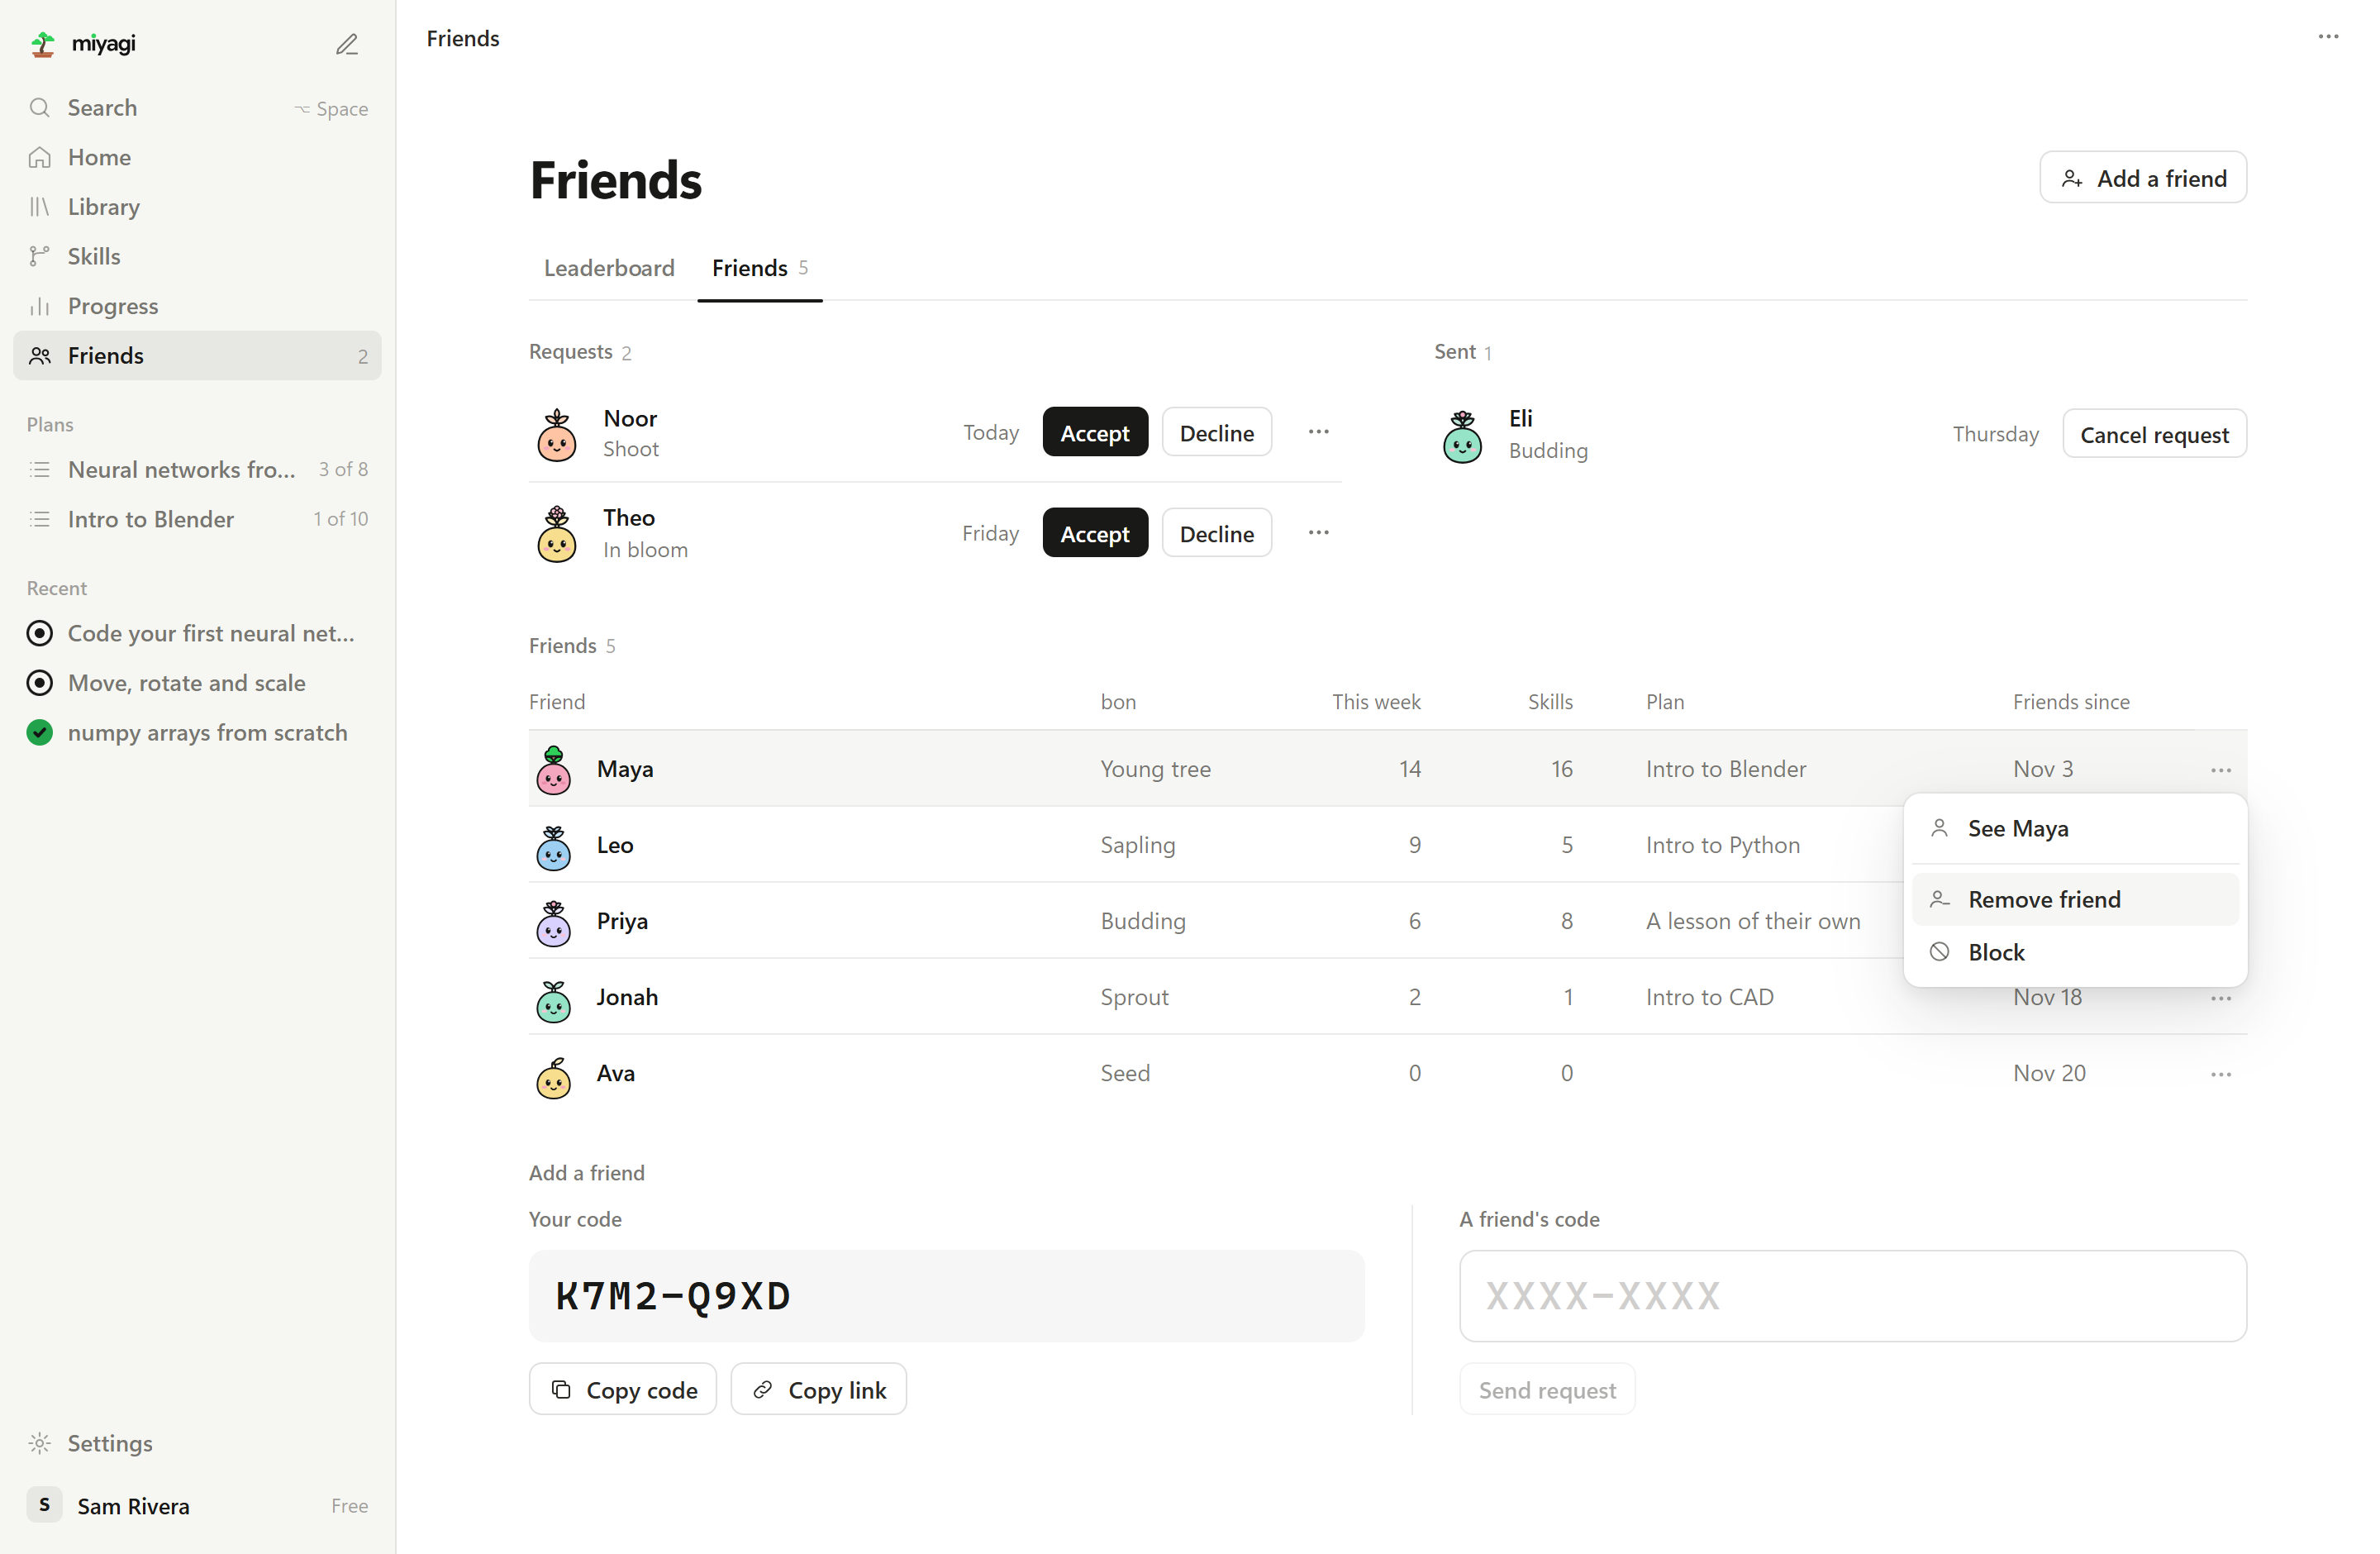 miyagi
Search ⌥ Space
Home
Library
Skills
Progress
Friends 2
Plans
Neural networks fro... 3 of 8
Intro to Blender 1 of 10
Recent
Code your first neural net...
Move, rotate and scale
numpy arrays from scratch
Settings
S Sam Rivera Free
Friends
Friends
Add a friend
Leaderboard Friends 5
Requests 2
Noor
Shoot
Today Accept Decline
Theo
In bloom
Friday Accept Decline
Sent 1
Eli
Budding
Thursday Cancel request
Friends 5
Friend bon This week Skills Plan Friends since
Maya Young tree 14 16 Intro to Blender Nov 3
Leo Sapling 9 5 Intro to Python
Priya Budding 6 8 A lesson of their own
Jonah Sprout 2 1 Intro to CAD Nov 18
Ava Seed 0 0 Nov 20
See Maya
Remove friend
Block
Add a friend
Your code
K7M2-Q9XD
Copy code Copy link
A friend's code
XXXX-XXXX
Send request